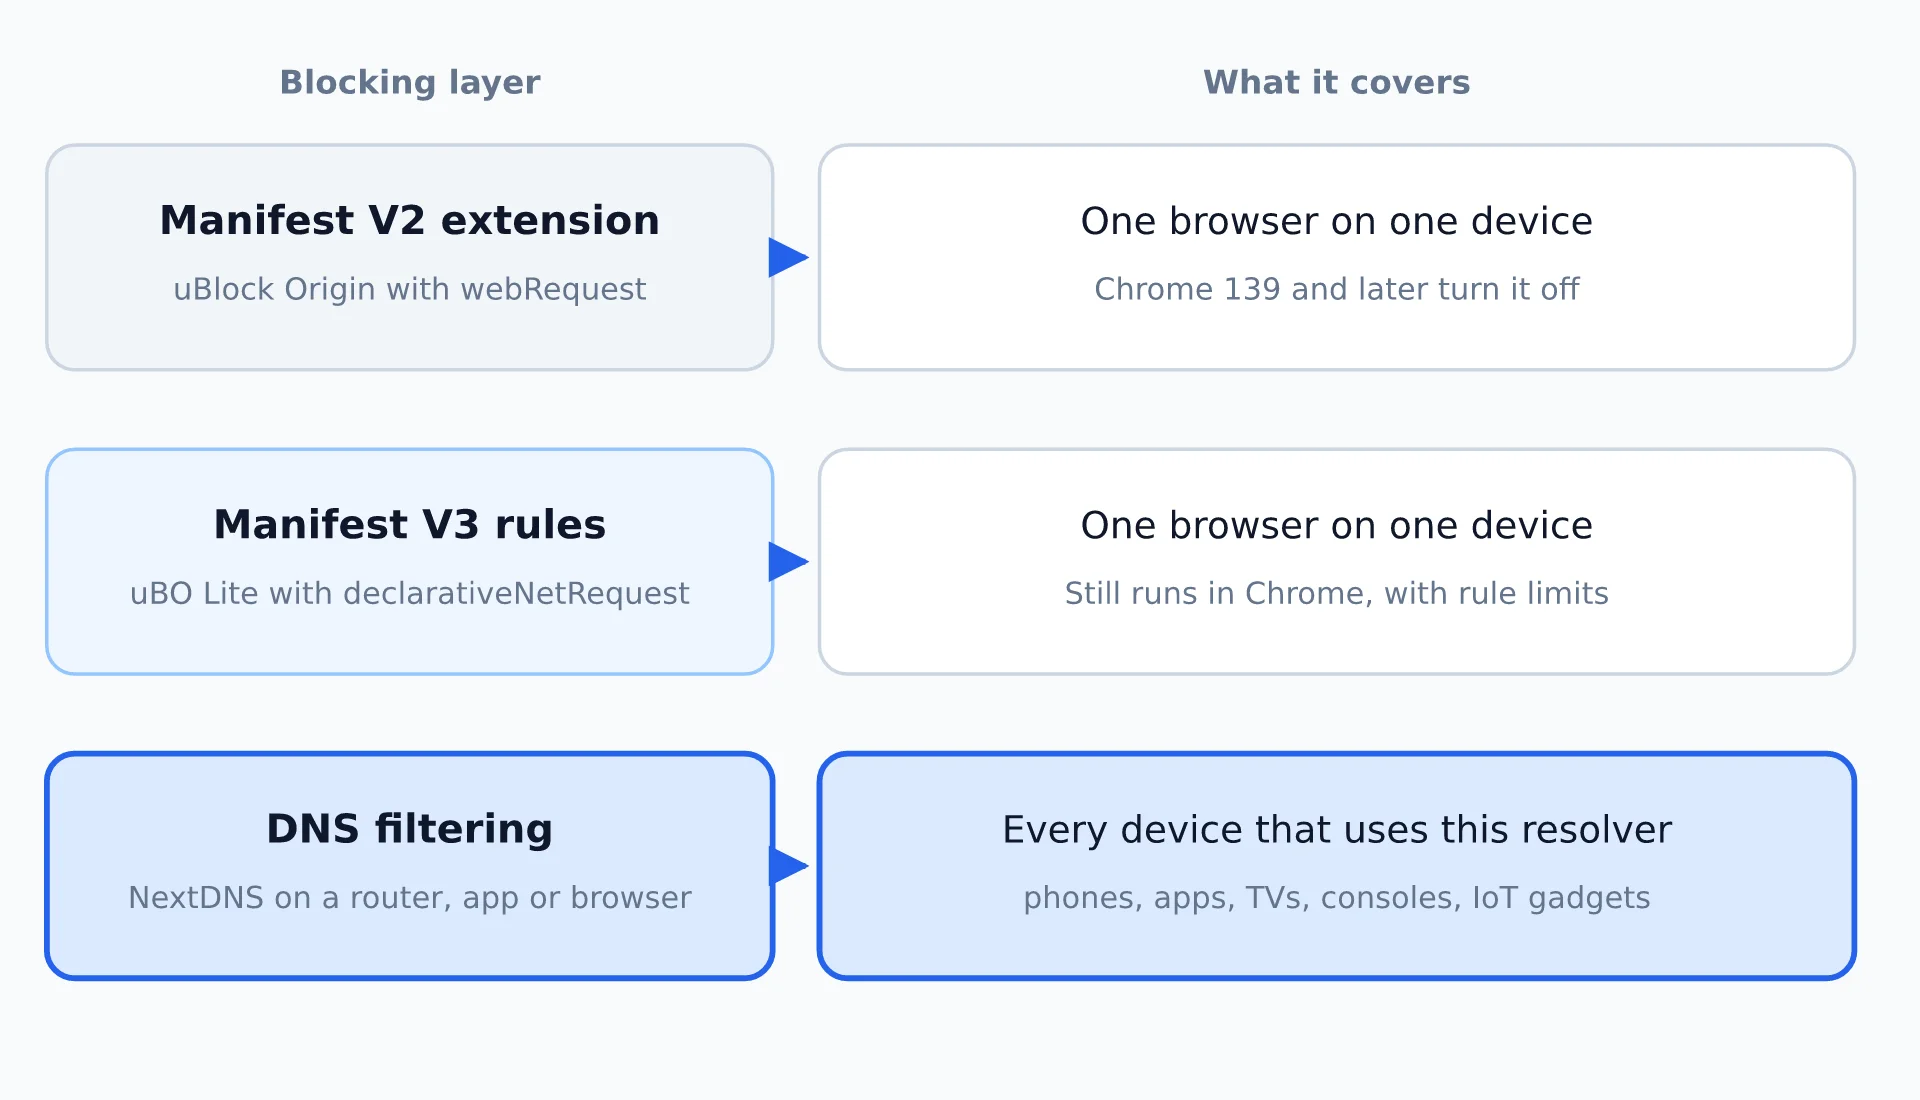 Blocking layer
What it covers
Manifest V2 extension
uBlock Origin with webRequest
One browser on one device
Chrome 139 and later turn it off
Manifest V3 rules
uBO Lite with declarativeNetRequest
One browser on one device
Still runs in Chrome, with rule limits
DNS filtering
NextDNS on a router, app or browser
Every device that uses this resolver
phones, apps, TVs, consoles, IoT gadgets